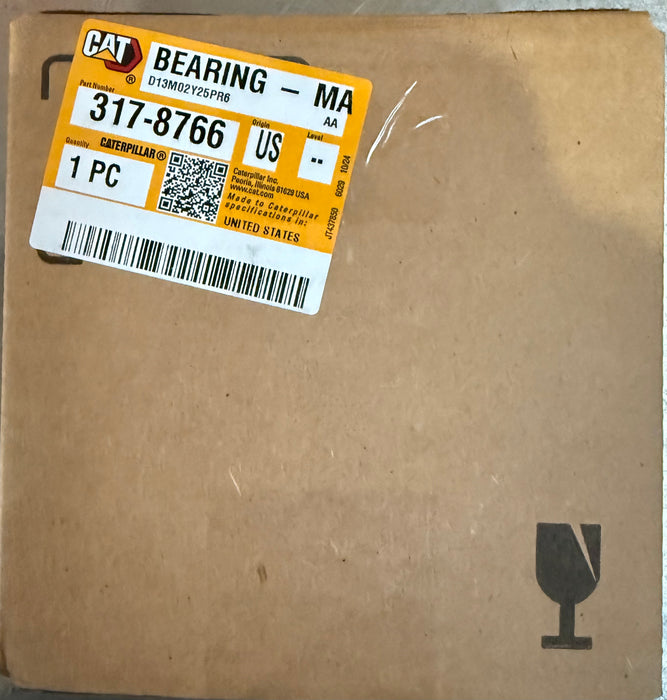 CAT
®
BEARING – MA
D13M02Y25PR6
AA
Part Number
317-8766
Origin
US
Level
--
Quantity
1 PC
CATERPILLAR®
Caterpillar Inc.
Peoria, Illinois 61629 USA
www.cat.com
Made to Caterpillar
specifications in:
UNITED STATES
JT437850 6029 10/24